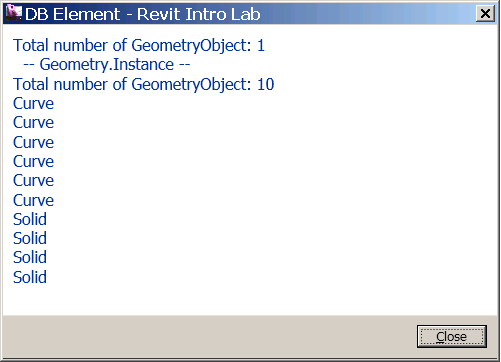 DB Element - Revit Intro Lab
Total number of GeometryObject: 1
-- Geometry.Instance --
Total number of GeometryObject: 10
Curve
Curve
Curve
Curve
Curve
Curve
Solid
Solid
Solid
Solid
Close